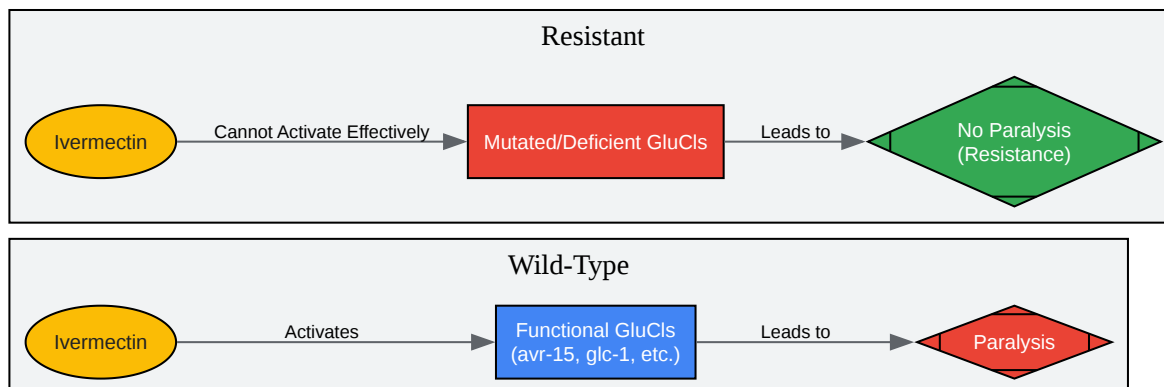 Resistant
Ivermectin
Cannot Activate Effectively
Mutated/Deficient GluCls
Leads to
No Paralysis
(Resistance)
Wild-Type
Ivermectin
Activates
Functional GluCls
(avr-15, glc-1, etc.)
Leads to
Paralysis